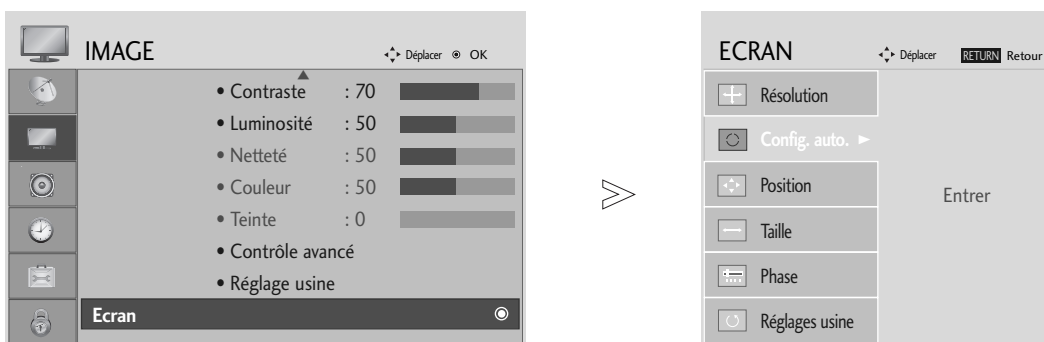 IMAGE
Déplacer OK
• Contraste : 70
• Luminosité : 50
• Netteté : 50
• Couleur : 50
• Teinte : 0
• Contrôle avancé
• Réglage usine
Ecran
ECRAN
Déplacer RETURN Retour
Résolution
Config. auto.
Position
Taille
Phase
Réglages usine
Entrer